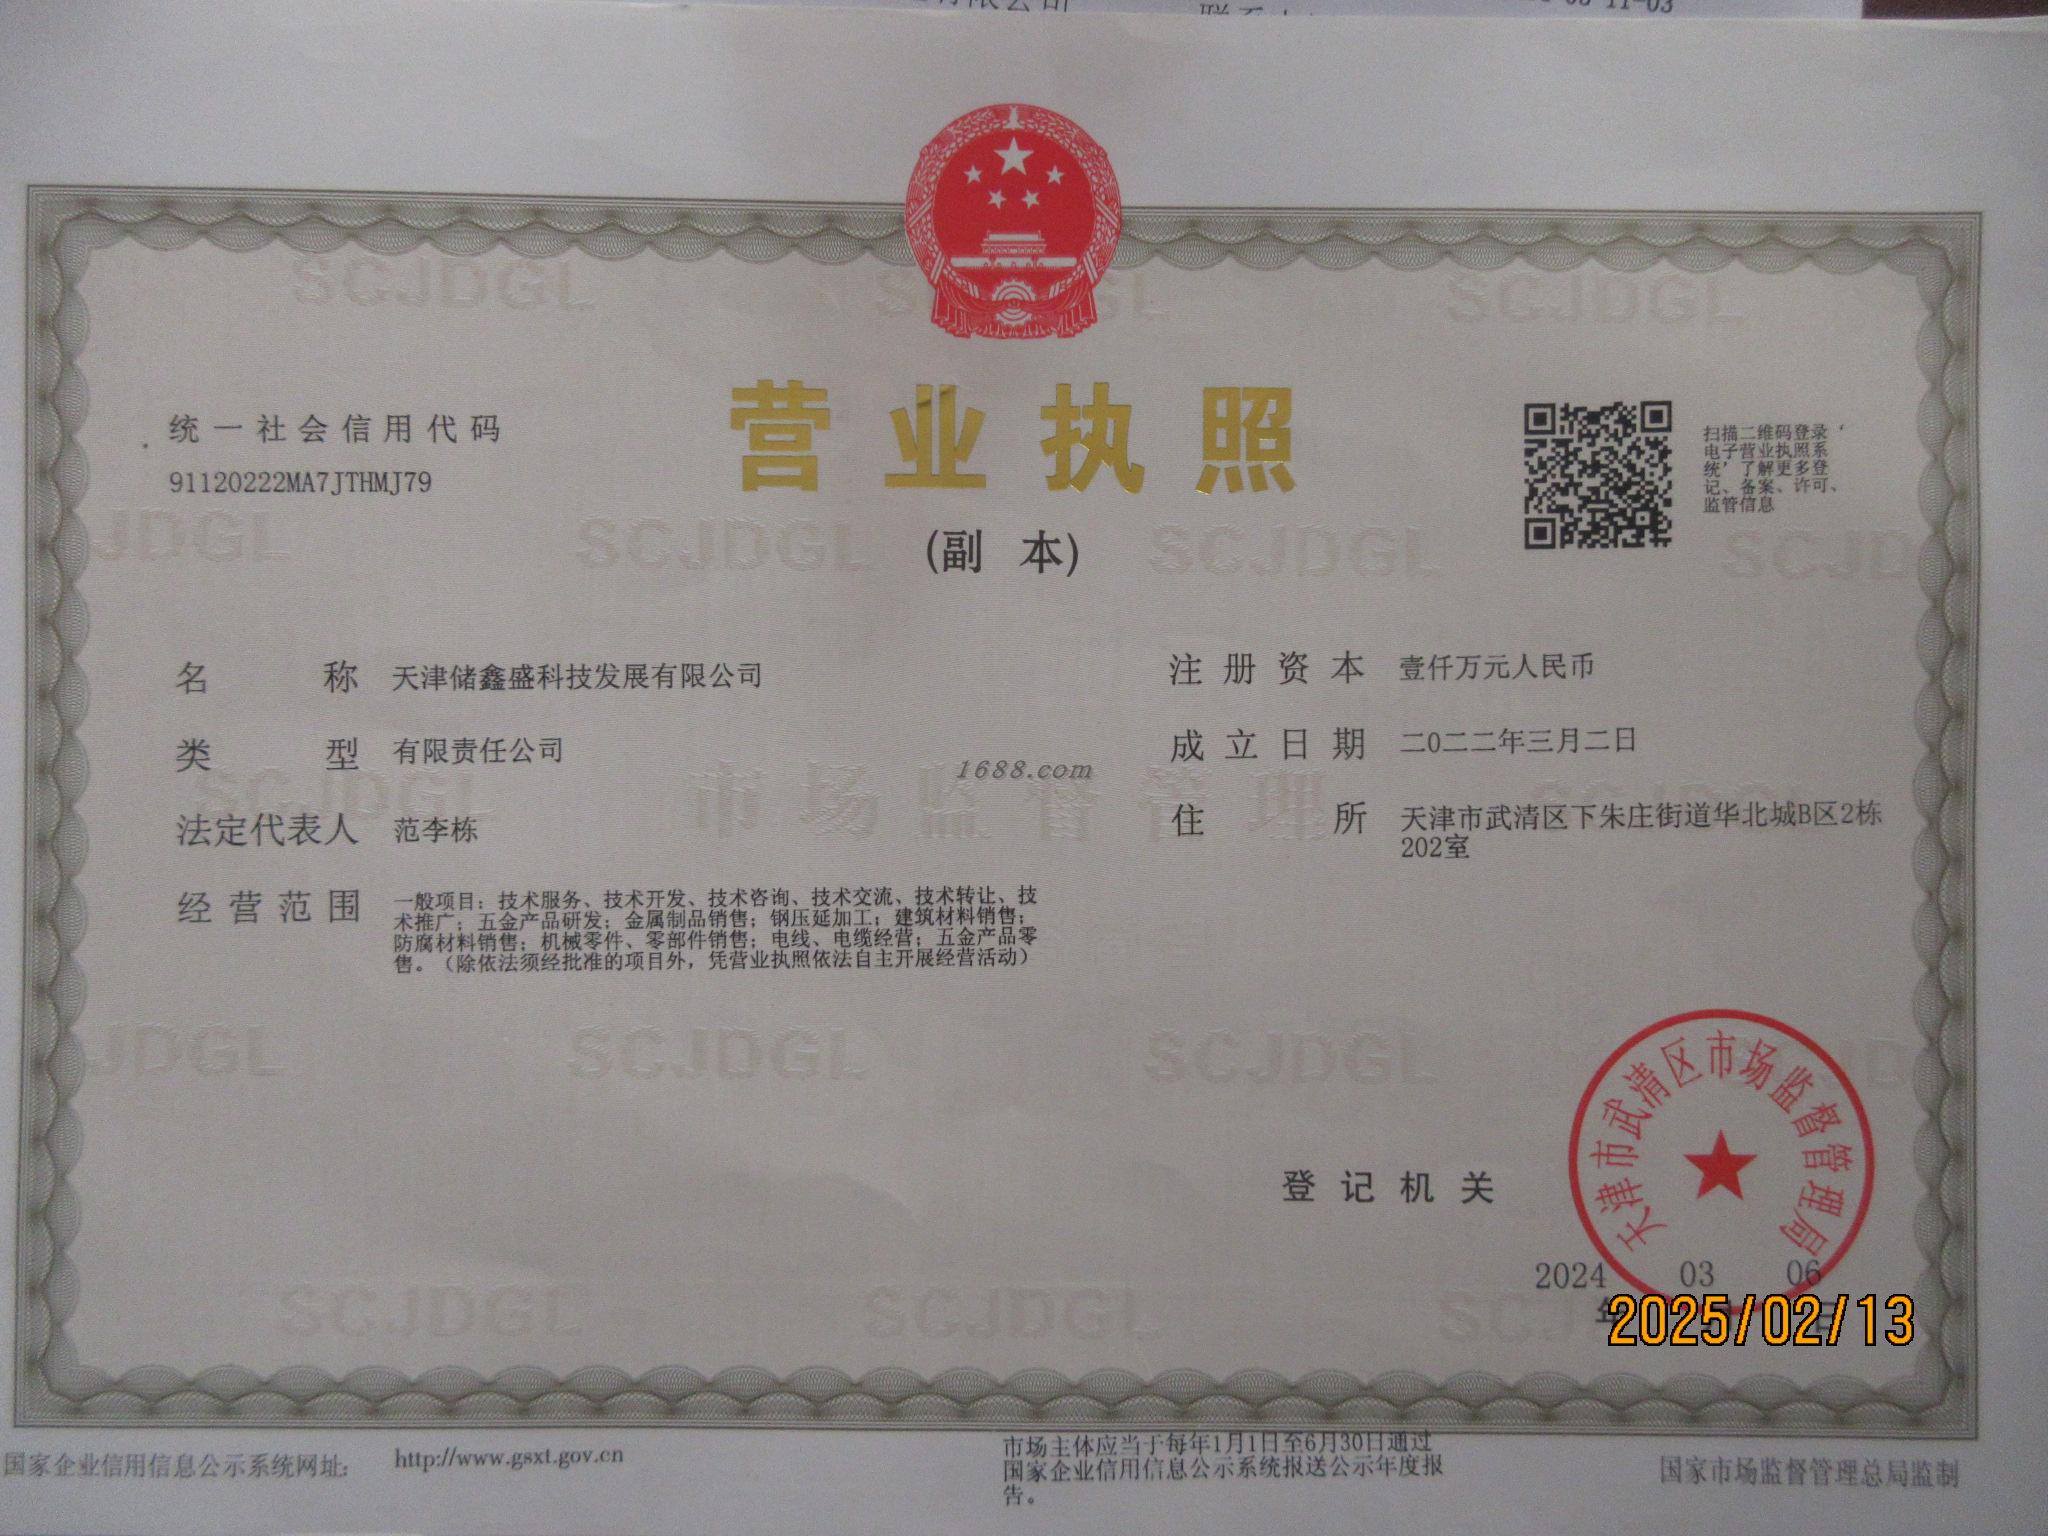 有限公司
11-03
统一社会信用代码
91120222MA7JTHMJ79
营业执照
(副 本)
扫描二维码登录‘
电子营业执照系
统’了解更多登
记、备案、许可、
监管信息
名 称 天津储鑫盛科技发展有限公司
类 型 有限责任公司
法定代表人 范李栋
经营范围 一般项目：技术服务、技术开发、技术咨询、技术交流、技术转让、技
术推广；五金产品研发；金属制品销售；钢压延加工；建筑材料销售；
防腐材料销售；机械零件、零部件销售；电线、电缆经营；五金产品零
售。（除依法须经批准的项目外，凭营业执照依法自主开展经营活动）
注册资本 壹仟万元人民币
成立日期 二0二二年三月二日
住 所 天津市武清区下朱庄街道华北城B区2栋
202室
1688.com
SCJDGL
市场监督管理
登记机关
天津市武清区市场监督管理局
2024 03 06
年 月 日
2025/02/13
国家企业信用信息公示系统网址：
http://www.gsxt.gov.cn
市场主体应当于每年1月1日至6月30日通过
国家企业信用信息公示系统报送公示年度报
告。
国家市场监督管理总局监制